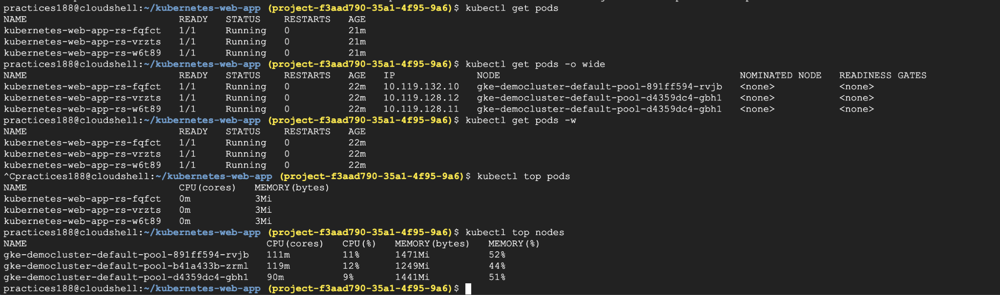 practices188@cloudshell:~/kubernetes-web-app (project-f3aad790-35a1-4f95-9a6)$ kubectl get pods
NAME READY STATUS RESTARTS AGE
kubernetes-web-app-rs-fqfct 1/1 Running 0 21m
kubernetes-web-app-rs-vrzts 1/1 Running 0 21m
kubernetes-web-app-rs-w6t89 1/1 Running 0 21m
practices188@cloudshell:~/kubernetes-web-app (project-f3aad790-35a1-4f95-9a6)$ kubectl get pods -o wide
NAME READY STATUS RESTARTS AGE IP NODE NOMINATED NODE READINESS GATES
kubernetes-web-app-rs-fqfct 1/1 Running 0 22m 10.119.132.10 gke-democluster-default-pool-891ff594-rvjb <none> <none>
kubernetes-web-app-rs-vrzts 1/1 Running 0 22m 10.119.128.12 gke-democluster-default-pool-d4359dc4-gbh1 <none> <none>
kubernetes-web-app-rs-w6t89 1/1 Running 0 22m 10.119.128.11 gke-democluster-default-pool-d4359dc4-gbh1 <none> <none>
practices188@cloudshell:~/kubernetes-web-app (project-f3aad790-35a1-4f95-9a6)$ kubectl get pods -w
NAME READY STATUS RESTARTS AGE
kubernetes-web-app-rs-fqfct 1/1 Running 0 22m
kubernetes-web-app-rs-vrzts 1/1 Running 0 22m
kubernetes-web-app-rs-w6t89 1/1 Running 0 22m
^Cpractices188@cloudshell:~/kubernetes-web-app (project-f3aad790-35a1-4f95-9a6)$ kubectl top pods
NAME CPU(cores) MEMORY(bytes)
kubernetes-web-app-rs-fqfct 0m 3Mi
kubernetes-web-app-rs-vrzts 0m 3Mi
kubernetes-web-app-rs-w6t89 0m 3Mi
practices188@cloudshell:~/kubernetes-web-app (project-f3aad790-35a1-4f95-9a6)$ kubectl top nodes
NAME CPU(cores) CPU(%) MEMORY(bytes) MEMORY(%)
gke-democluster-default-pool-891ff594-rvjb 111m 11% 1471Mi 52%
gke-democluster-default-pool-b41a433b-zrml 119m 12% 1249Mi 44%
gke-democluster-default-pool-d4359dc4-gbh1 90m 9% 1441Mi 51%
practices188@cloudshell:~/kubernetes-web-app (project-f3aad790-35a1-4f95-9a6)$